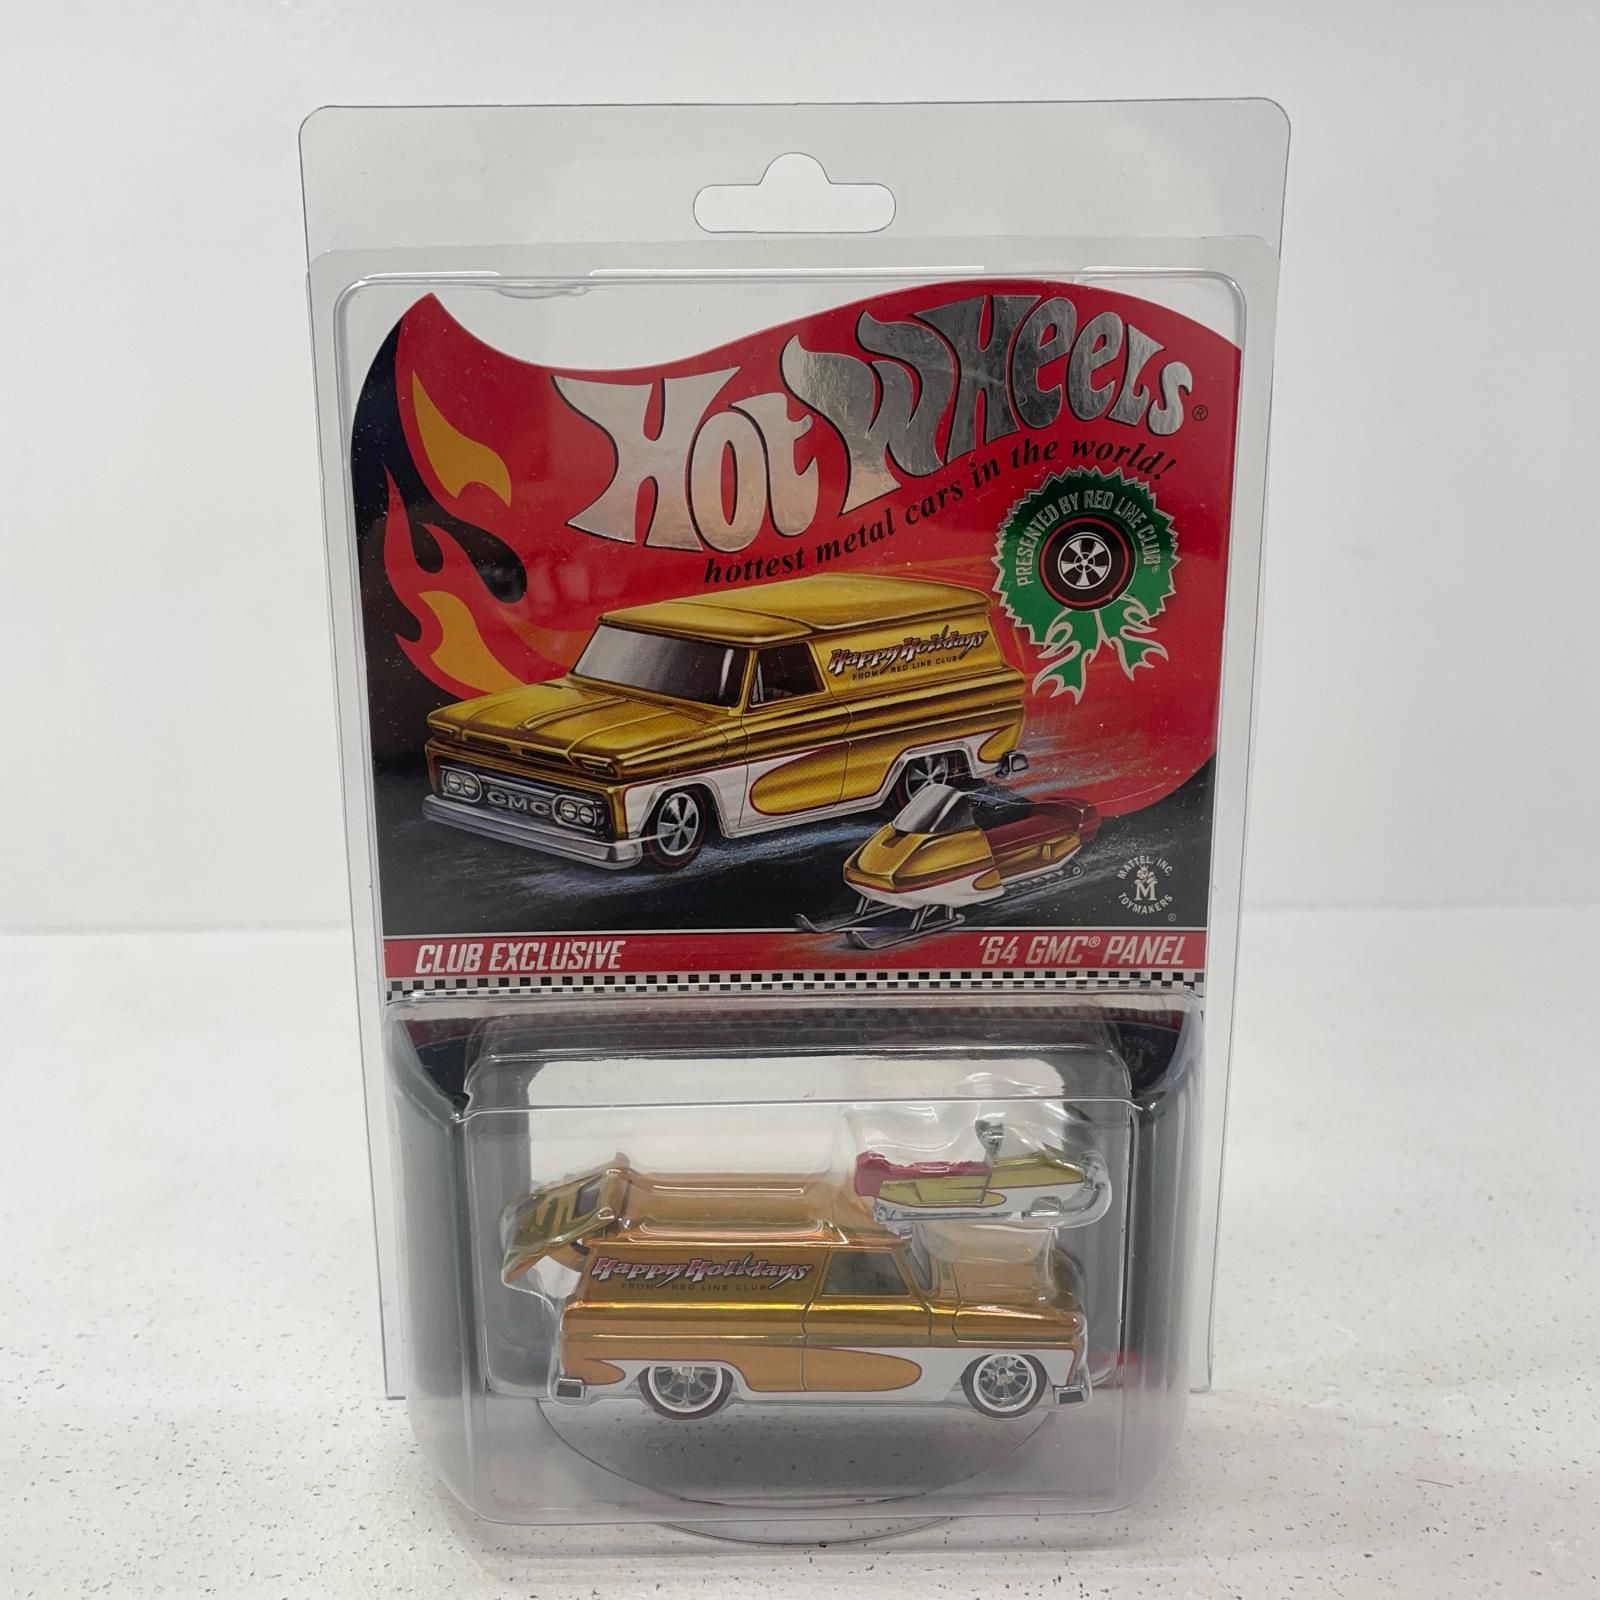 Hot Wheels®
hottest metal cars in the world!
PRESENTED BY RED LINE CLUB®
Happy Holidays
FROM RED LINE CLUB
GMC
MATTEL, INC.
M
TOYMAKERS
®
CLUB EXCLUSIVE
'64 GMC® PANEL
Happy Holidays
FROM RED LINE CLUB